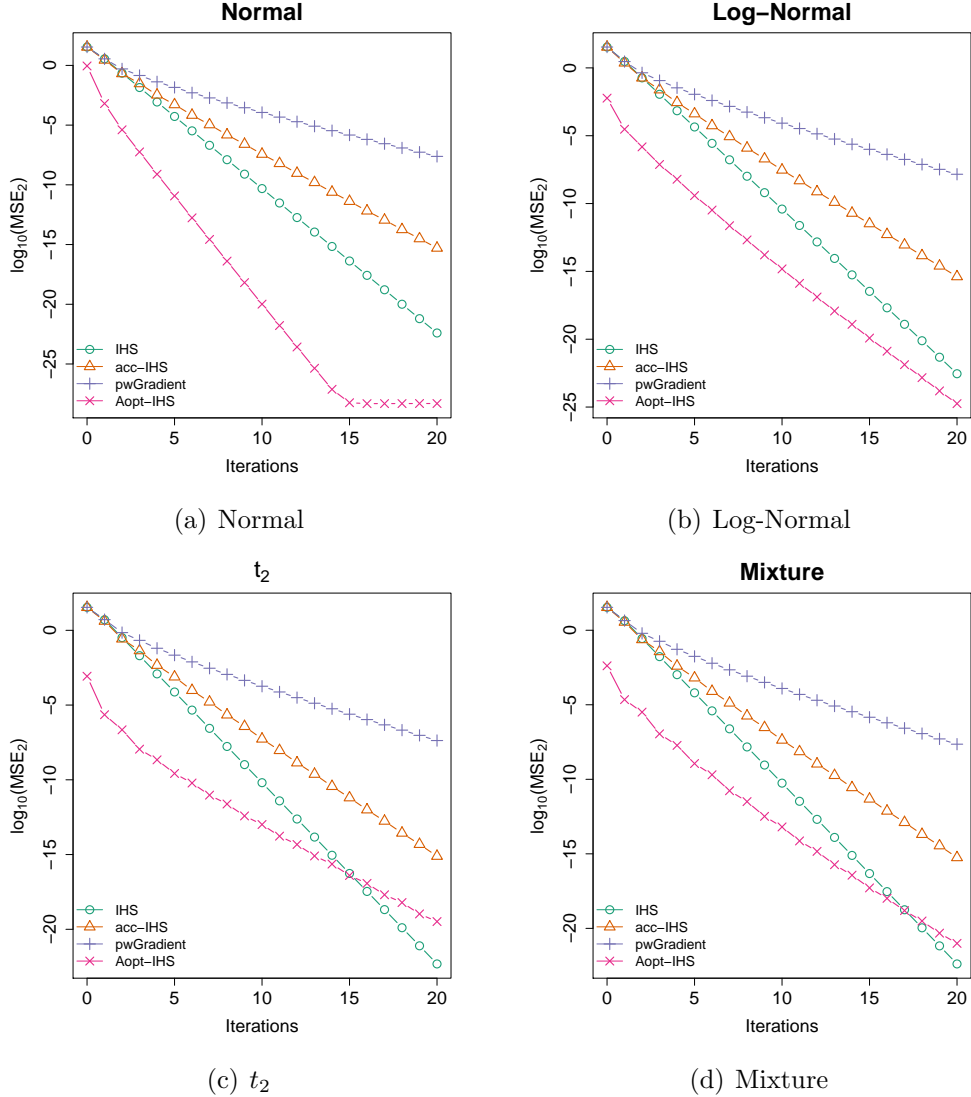 Normal
log10(MSE2)
0
−5
−10
−15
−20
−25
IHS
acc−IHS
pwGradient
Aopt−IHS
0 5 10 15 20
Iterations
(a) Normal
Log−Normal
log10(MSE2)
0
−5
−10
−15
−20
−25
IHS
acc−IHS
pwGradient
Aopt−IHS
0 5 10 15 20
Iterations
(b) Log-Normal
t2
log10(MSE2)
0
−5
−10
−15
−20
IHS
acc−IHS
pwGradient
Aopt−IHS
0 5 10 15 20
Iterations
(c) t2
Mixture
log10(MSE2)
0
−5
−10
−15
−20
IHS
acc−IHS
pwGradient
Aopt−IHS
0 5 10 15 20
Iterations
(d) Mixture